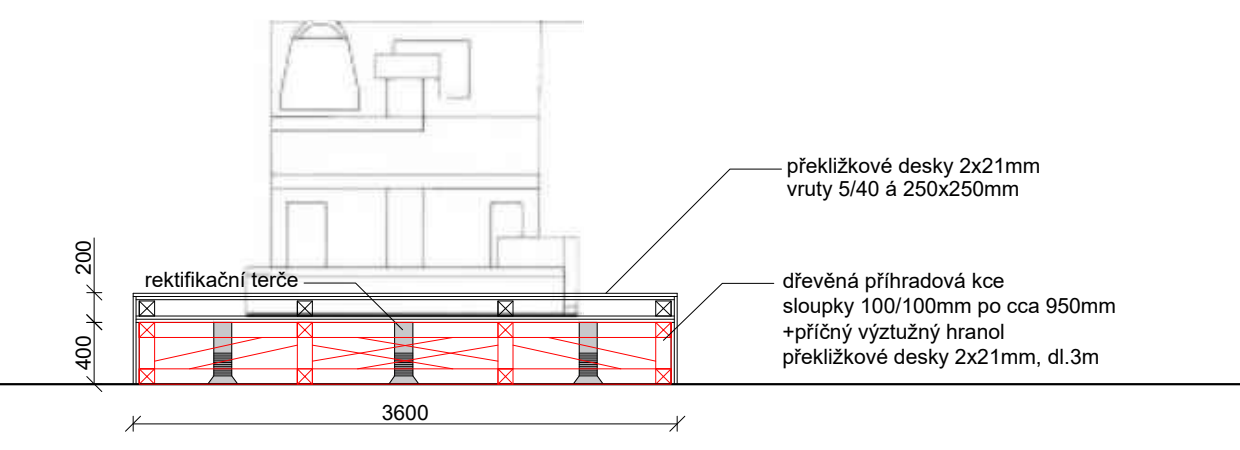 překližkové desky 2x21mm
vruty 5/40 á 250x250mm
200
rektifikační terče
dřevěná příhradová kce
sloupky 100/100mm po cca 950mm
+příčný výztužný hranol
překližkové desky 2x21mm, dl.3m
400
3600